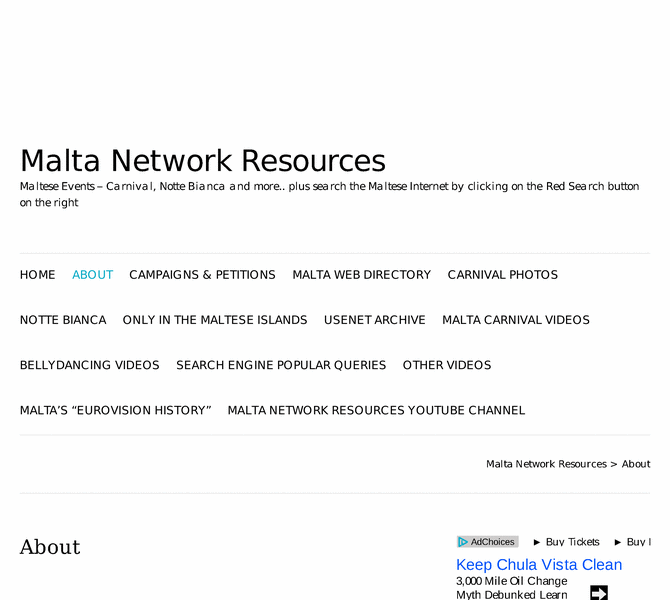 Malta Network Resources
Maltese Events – Carnival, Notte Bianca and more.. plus search the Maltese Internet by clicking on the Red Search button
on the right
HOME ABOUT CAMPAIGNS & PETITIONS MALTA WEB DIRECTORY CARNIVAL PHOTOS
NOTTE BIANCA ONLY IN THE MALTESE ISLANDS USENET ARCHIVE MALTA CARNIVAL VIDEOS
BELLYDANCING VIDEOS SEARCH ENGINE POPULAR QUERIES OTHER VIDEOS
MALTA’S “EUROVISION HISTORY” MALTA NETWORK RESOURCES YOUTUBE CHANNEL
Malta Network Resources > About
About
AdChoices ► Buy Tickets ► Buy
Keep Chula Vista Clean
3,000 Mile Oil Change
Myth Debunked Learn